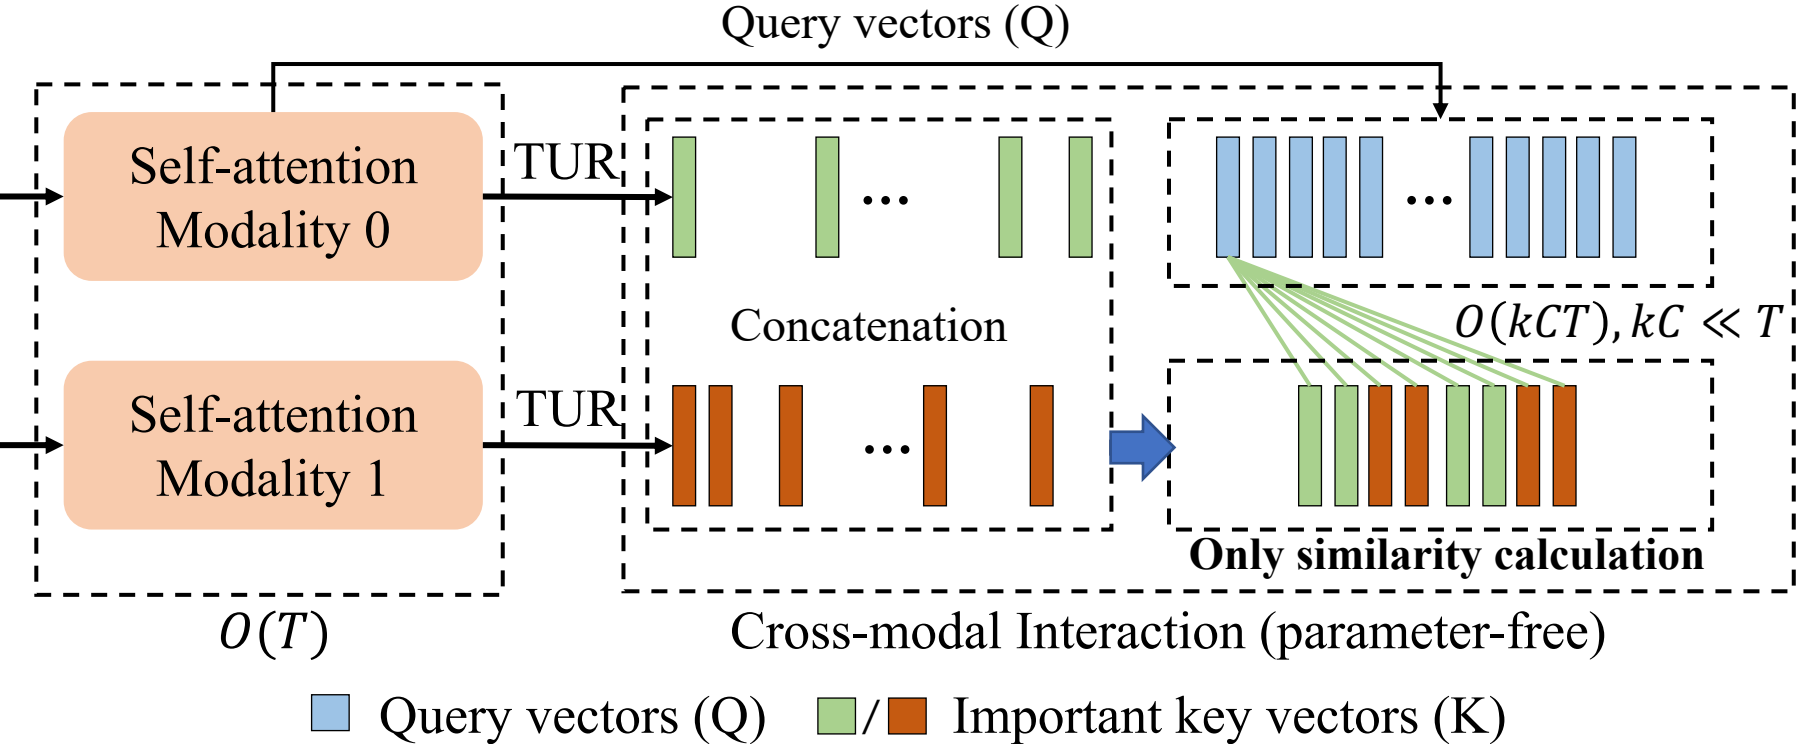 Query vectors (Q)
Self-attention
Modality 0
TUR
...
...
Concatenation
O(kCT), kC ≪ T
Self-attention
Modality 1
TUR
...
Only similarity calculation
O(T)
Cross-modal Interaction (parameter-free)
Query vectors (Q) / Important key vectors (K)